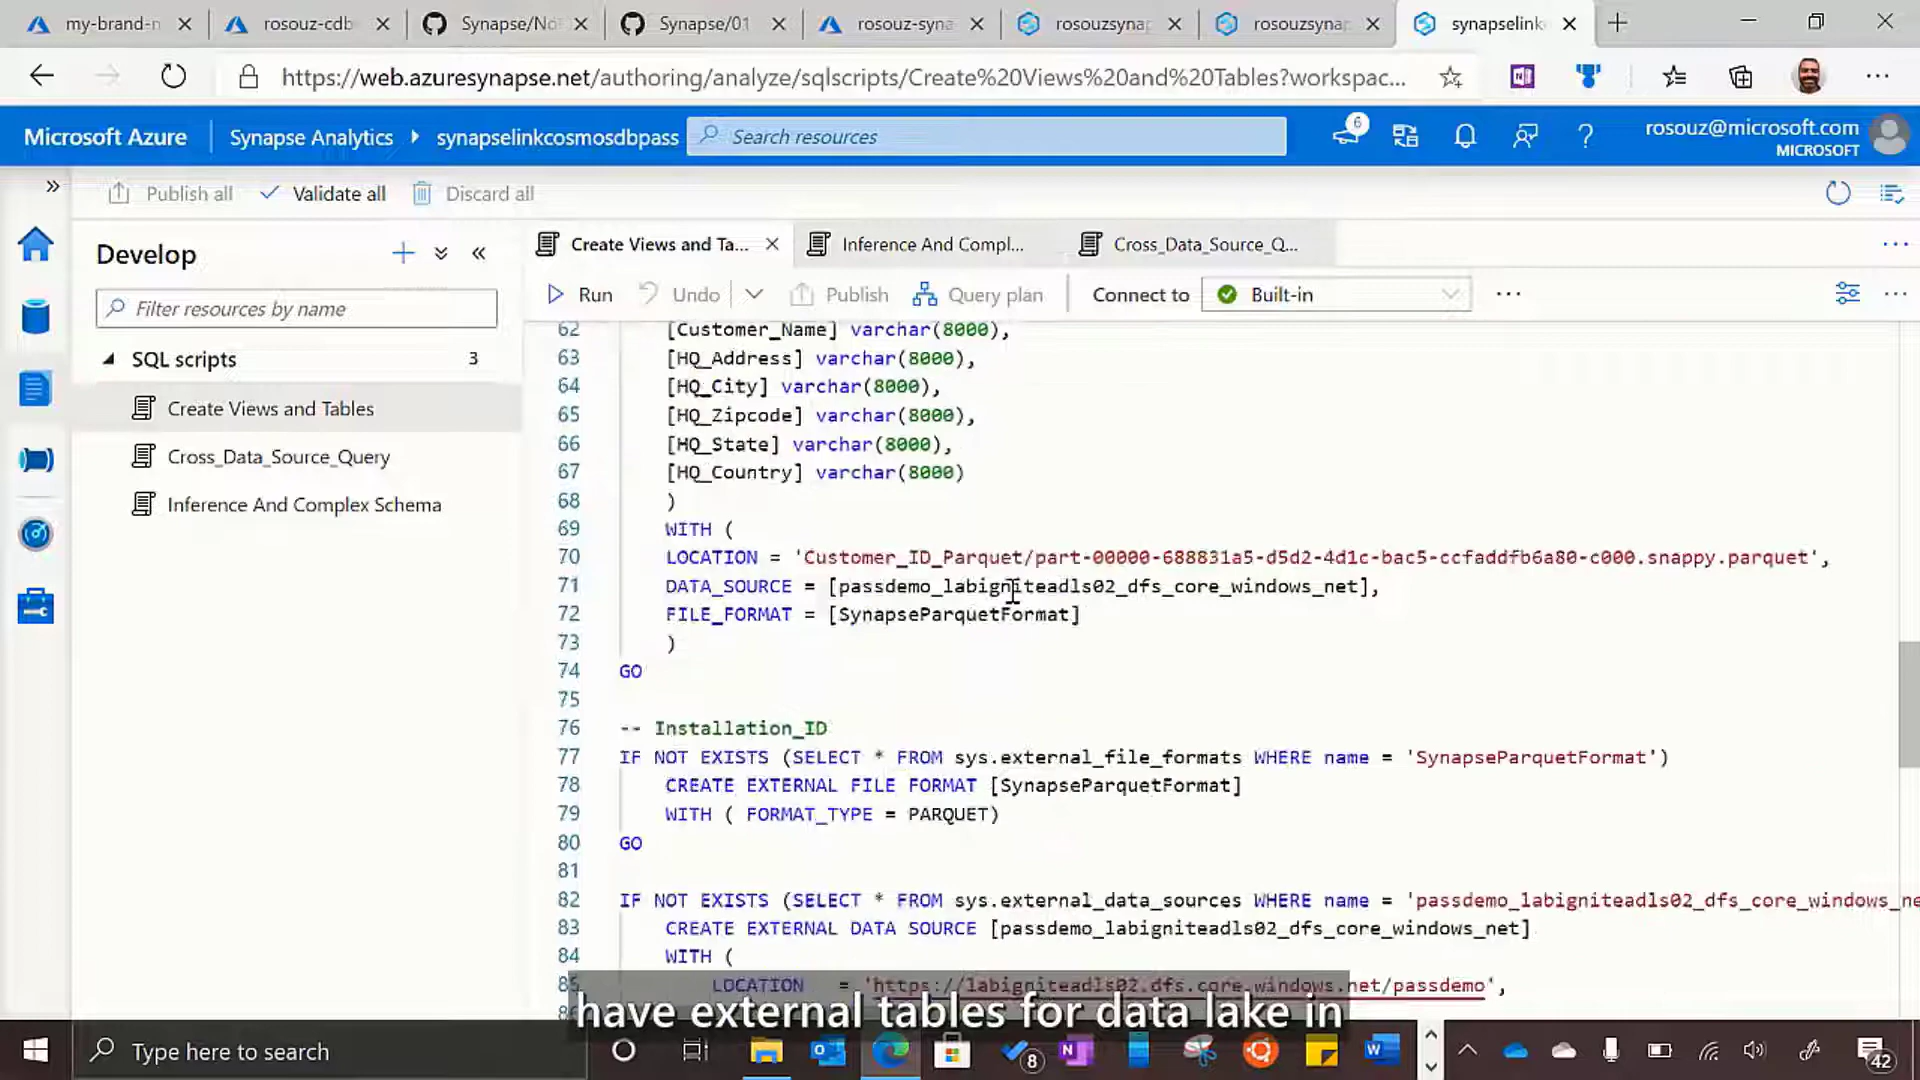 my-brand-n
rosouz-cdb
Synapse/No
Synapse/01
rosouz-syna
rosouzsynap
rosouzsynap
synapselink
https://web.azuresynapse.net/authoring/analyze/sqlscripts/Create%20Views%20and%20Tables?workspac...
Microsoft Azure
Synapse Analytics
synapselinkcosmosdbpass
Search resources
6
rosouz@microsoft.com
MICROSOFT
Publish all
Validate all
Discard all
Develop
Filter resources by name
SQL scripts 3
Create Views and Tables
Cross_Data_Source_Query
Inference And Complex Schema
Create Views and Ta...
Inference And Compl...
Cross_Data_Source_Q...
Run
Undo
Publish
Query plan
Connect to
Built-in
62 [Customer_Name] varchar(8000),
63 [HQ_Address] varchar(8000),
64 [HQ_City] varchar(8000),
65 [HQ_Zipcode] varchar(8000),
66 [HQ_State] varchar(8000),
67 [HQ_Country] varchar(8000)
68 )
69 WITH (
70 LOCATION = 'Customer_ID_Parquet/part-00000-688831a5-d5d2-4d1c-bac5-ccfaddfb6a80-c000.snappy.parquet',
71 DATA_SOURCE = [passdemo_labigniteadls02_dfs_core_windows_net],
72 FILE_FORMAT = [SynapseParquetFormat]
73 )
74 GO
75
76 -- Installation_ID
77 IF NOT EXISTS (SELECT * FROM sys.external_file_formats WHERE name = 'SynapseParquetFormat')
78 CREATE EXTERNAL FILE FORMAT [SynapseParquetFormat]
79 WITH ( FORMAT_TYPE = PARQUET)
80 GO
81
82 IF NOT EXISTS (SELECT * FROM sys.external_data_sources WHERE name = 'passdemo_labigniteadls02_dfs_core_windows_ne
83 CREATE EXTERNAL DATA SOURCE [passdemo_labigniteadls02_dfs_core_windows_net]
84 WITH (
85 LOCATION = 'https://labigniteadls02.dfs.core.windows.net/passdemo',
have external tables for data lake in
Type here to search
8
42